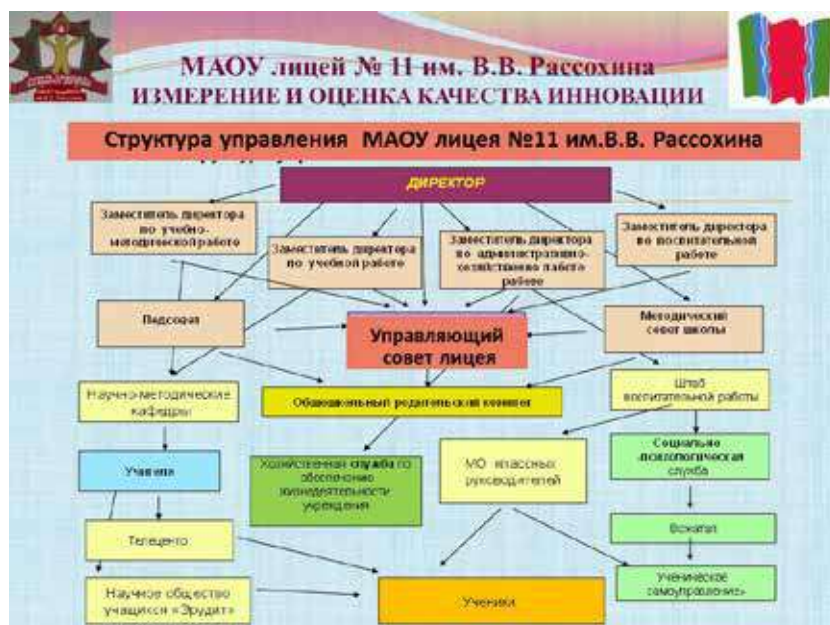 МАОУ лицей № 11 им. В.В. Рассохина
ИЗМЕРЕНИЕ И ОЦЕНКА КАЧЕСТВА ИННОВАЦИИ
Структура управления МАОУ лицея №11 им.В.В. Рассохина
ДИРЕКТОР
Заместитель директора
по учебно-
методической работе
Заместитель директора
по учебной работе
Заместитель директора
по административно-
хозяйственно
работе
Заместитель директора
по воспитательной
работе
Педсовет
Управляющий
совет лицея
Методический
совет школы
Научно-методические
кафедры
Общешкольный родительский комитет
Штаб
воспитательной работы
Учителя
Хозяйственная служба по
обеспечению
жизнедеятельности
учреждения
МО классных
руководителей
Социально
-психологическая
служба
Телецентр
Вожатая
Научное общество
учащихся «Эрудит»
Ученики
Ученическое
самоуправление»